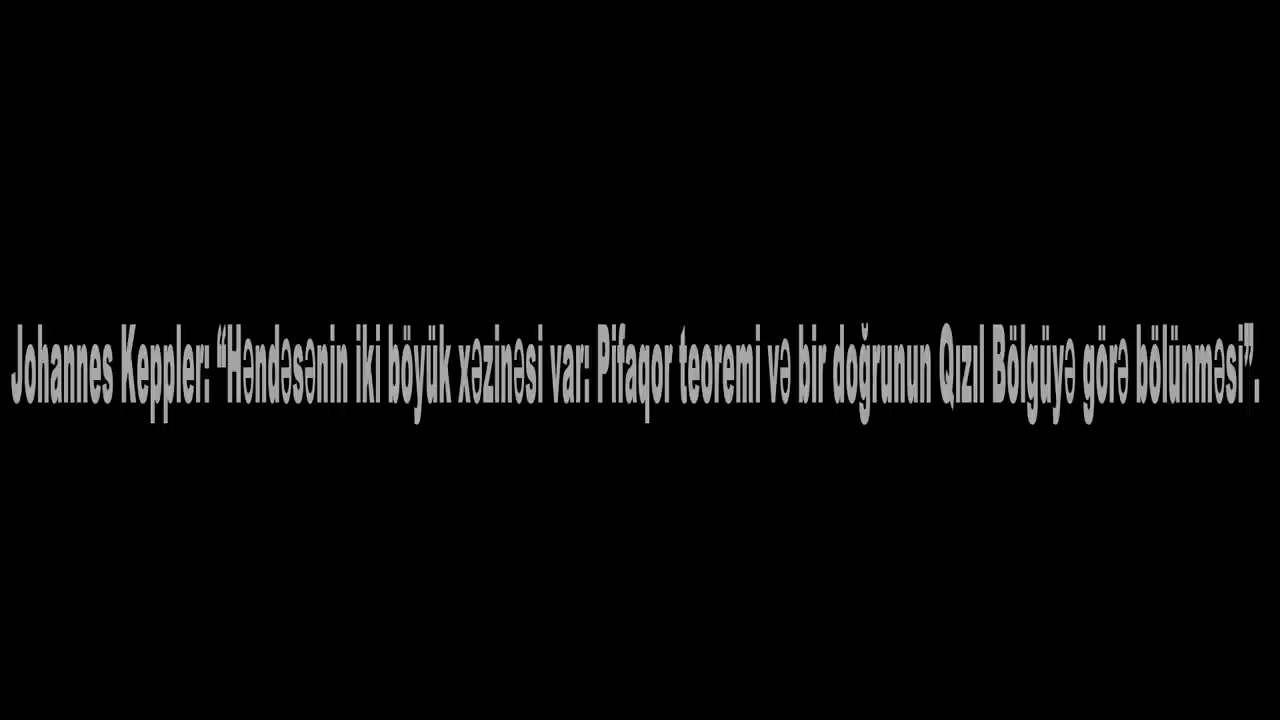 Johannes Keppler: “Həndəsənin iki böyük xəzinəsi var: Pifaqor teoremi və bir doğrunun Qızıl Bölgüyə görə bölünməsi”.